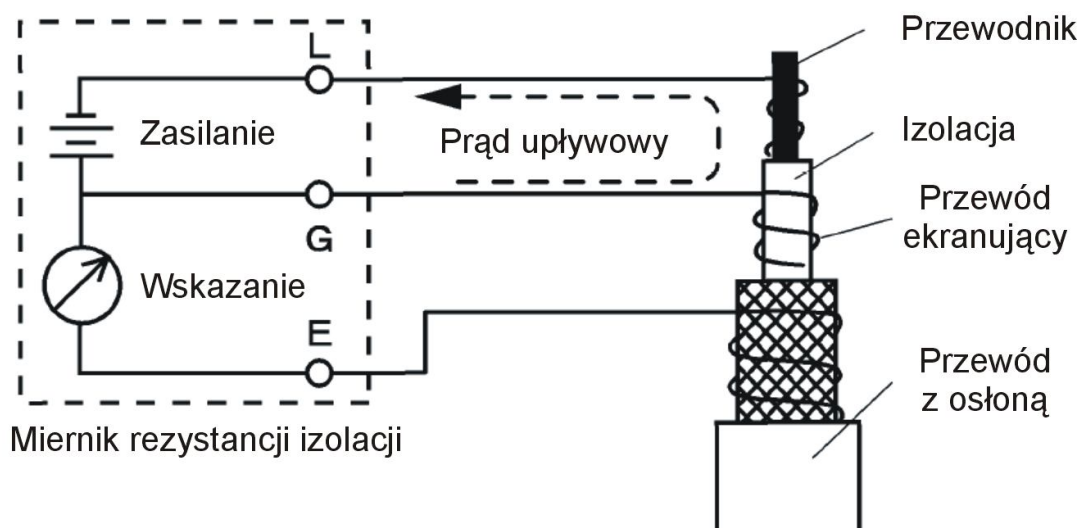 L
Zasilanie
Prąd upływowy
G
Wskazanie
E
Miernik rezystancji izolacji
Przewodnik
Izolacja
Przewód
ekranujący
Przewód
z osłoną